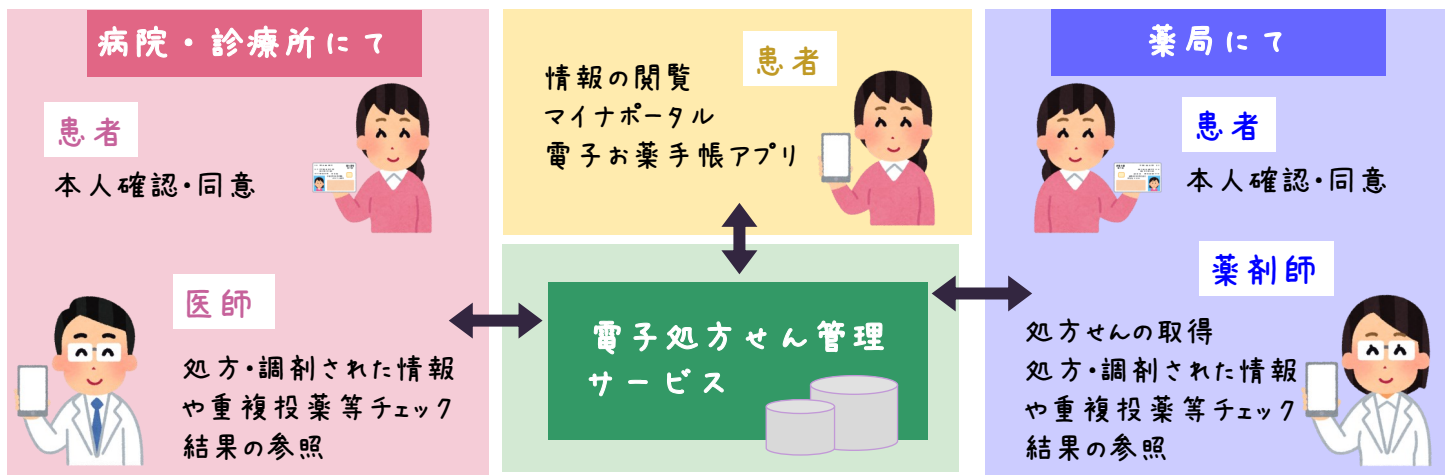 病院・診療所にて
患者
本人確認・同意
医師
処方・調剤された情報
や重複投薬等チェック
結果の参照
患者
情報の閲覧
マイナポータル
電子お薬手帳アプリ
電子処方せん管理
サービス
薬局にて
患者
本人確認・同意
薬剤師
処方せんの取得
処方・調剤された情報
や重複投薬等チェック
結果の参照